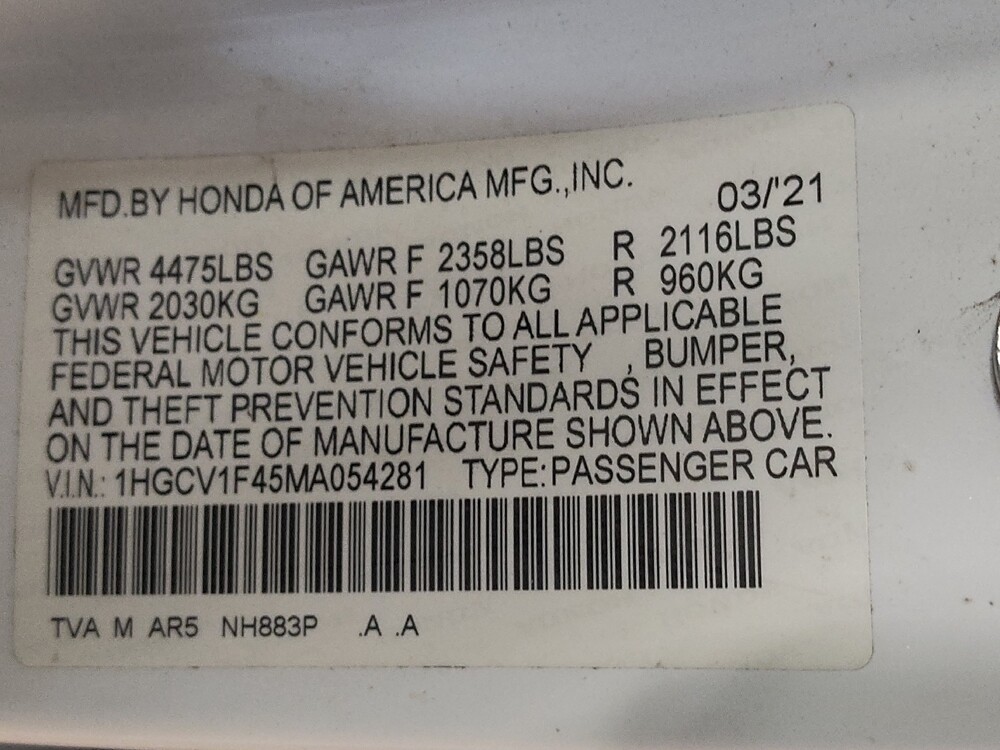 MFD.BY HONDA OF AMERICA MFG.,INC.
03/'21
GVWR 4475LBS GAWR F 2358LBS R 2116LBS
GVWR 2030KG GAWR F 1070KG R 960KG
THIS VEHICLE CONFORMS TO ALL APPLICABLE
FEDERAL MOTOR VEHICLE SAFETY , BUMPER,
AND THEFT PREVENTION STANDARDS IN EFFECT
ON THE DATE OF MANUFACTURE SHOWN ABOVE.
V.I.N.: 1HGCV1F45MA054281 TYPE:PASSENGER CAR
TVA M AR5 NH883P .A .A